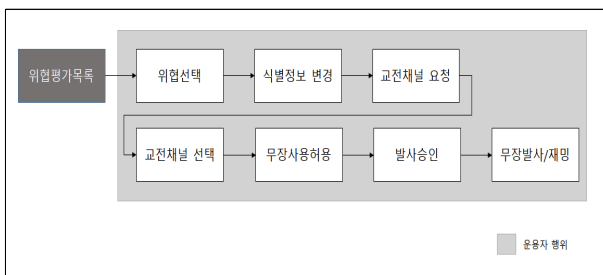 위협평가목록
위협선택
식별정보 변경
교전채널 요청
교전채널 선택
무장사용허용
발사승인
무장발사/재밍
운용자 행위